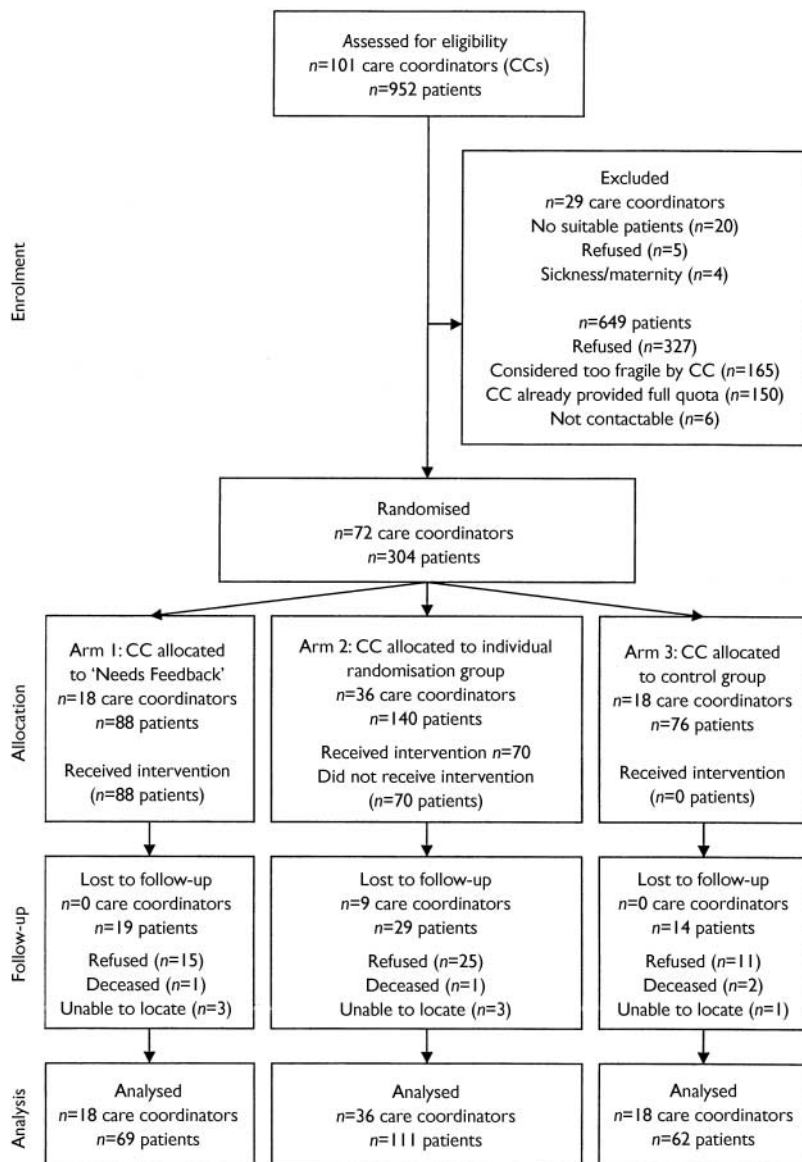 Assessed for eligibility
n=101 care coordinators (CCs)
n=952 patients
Enrolment
Excluded
n=29 care coordinators
No suitable patients (n=20)
Refused (n=5)
Sickness/maternity (n=4)
n=649 patients
Refused (n=327)
Considered too fragile by CC (n=165)
CC already provided full quota (n=150)
Not contactable (n=6)
Randomised
n=72 care coordinators
n=304 patients
Allocation
Arm 1: CC allocated
to ‘Needs Feedback’
n=18 care coordinators
n=88 patients
Received intervention
(n=88 patients)
Arm 2: CC allocated to individual
randomisation group
n=36 care coordinators
n=140 patients
Received intervention n=70
Did not receive intervention
(n=70 patients)
Arm 3: CC allocated
to control group
n=18 care coordinators
n=76 patients
Received intervention
(n=0 patients)
Follow-up
Lost to follow-up
n=0 care coordinators
n=19 patients
Refused (n=15)
Deceased (n=1)
Unable to locate (n=3)
Lost to follow-up
n=9 care coordinators
n=29 patients
Refused (n=25)
Deceased (n=1)
Unable to locate (n=3)
Lost to follow-up
n=0 care coordinators
n=14 patients
Refused (n=11)
Deceased (n=2)
Unable to locate (n=1)
Analysis
Analysed
n=18 care coordinators
n=69 patients
Analysed
n=36 care coordinators
n=111 patients
Analysed
n=18 care coordinators
n=62 patients